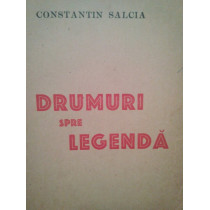 CONSTANTIN SALCIA
DRUMURI
SPRE
LEGENDĂ